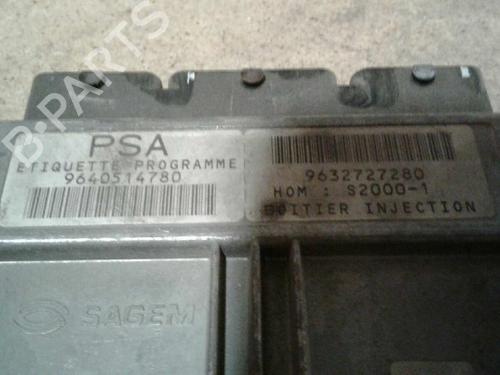 B-PARTS
PSA
ETIQUETTE PROGRAMME
9640514780
9632727280
HOM : S2000-1
BOITIER INJECTION
SAGEM